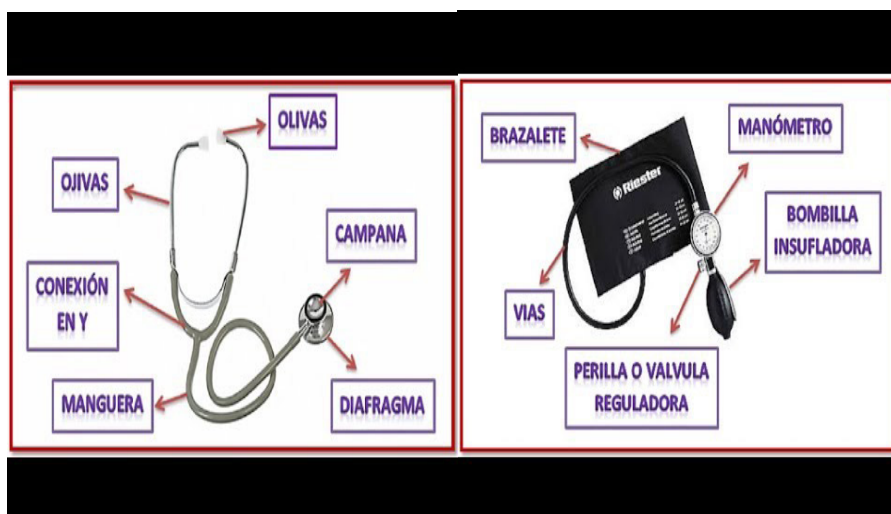 OLIVAS
OJIVAS
CAMPANA
CONEXIÓN
EN Y
MANGUERA
DIAFRAGMA
BRAZALETE
MANÓMETRO
Riester
BOMBILLA
INSUFLADORA
VIAS
PERILLA O VALVULA
REGULADORA